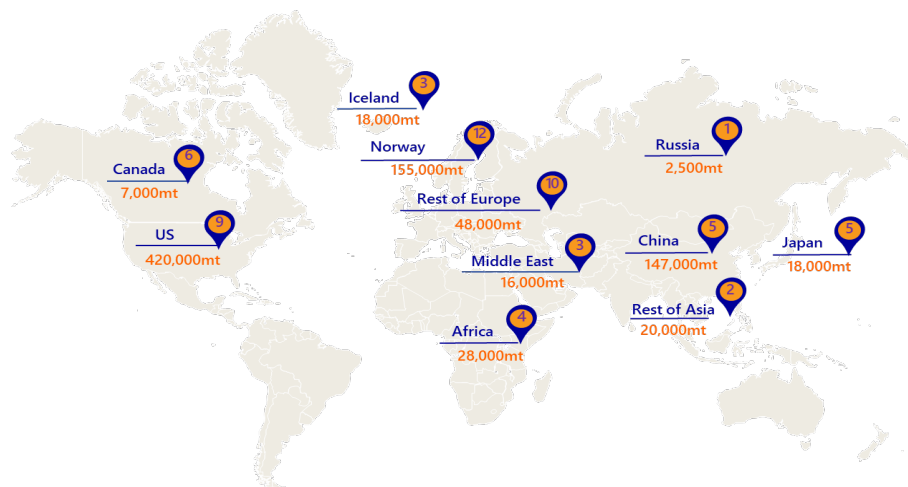 3
Iceland
18,000mt
12
Norway
155,000mt
1
Russia
2,500mt
6
Canada
7,000mt
10
Rest of Europe
48,000mt
9
US
420,000mt
3
Middle East
16,000mt
5
China
147,000mt
5
Japan
18,000mt
2
Rest of Asia
20,000mt
4
Africa
28,000mt